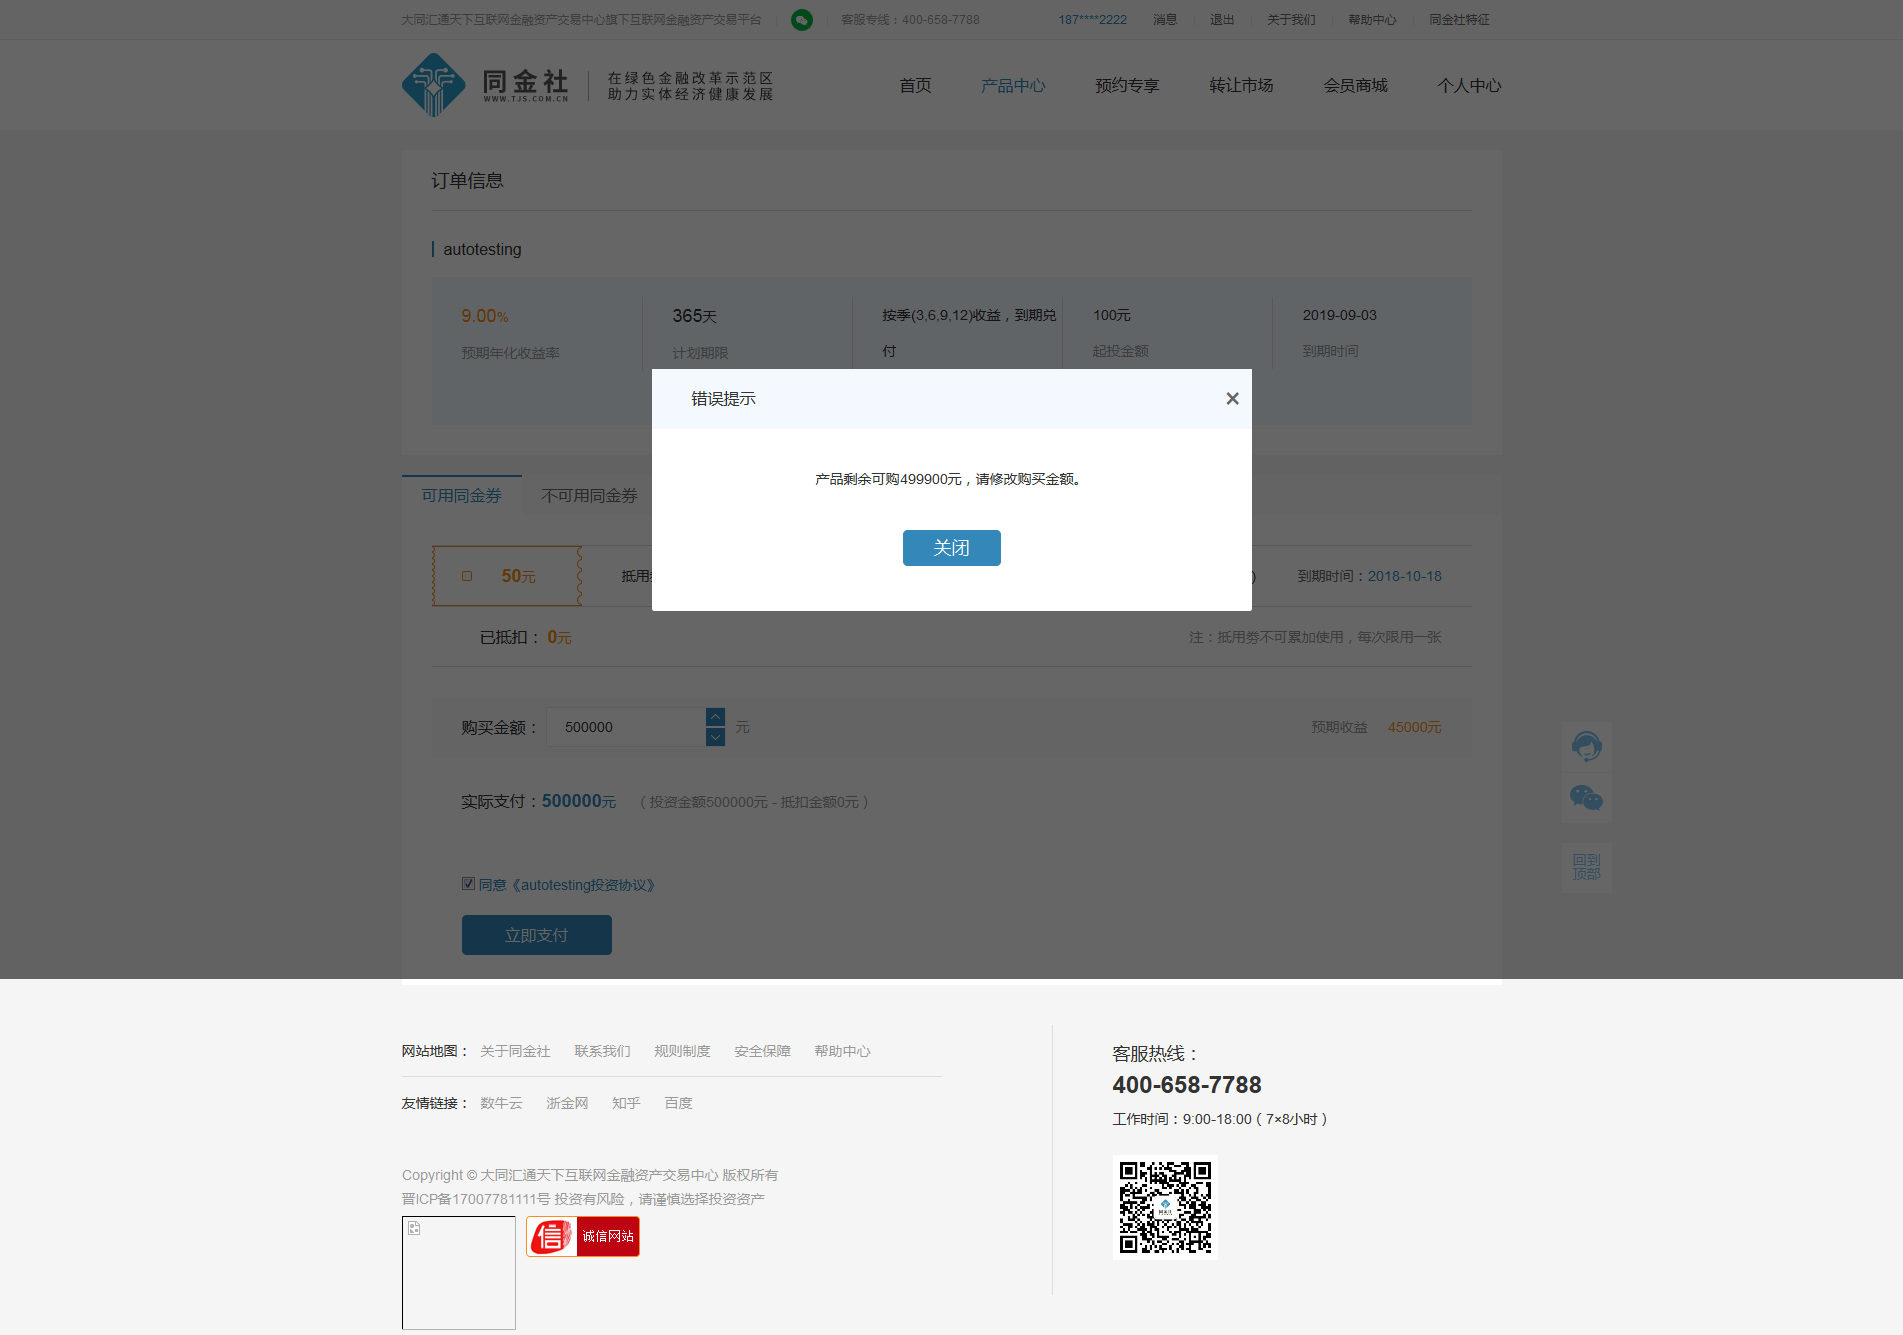 大同汇通天下互联网金融资产交易中心旗下互联网金融资产交易平台 客服专线：400-658-7788 187****2222 消息 退出 关于我们 帮助中心 同金社特征
同金社
WWW.TJS.COM.CN
在绿色金融改革示范区
助力实体经济健康发展
首页 产品中心 预约专享 转让市场 会员商城 个人中心
订单信息
autotesting
9.00% 365天 按季(3,6,9,12)收益，到期兑付 100元 2019-09-03
预期年化收益率 计划期限 起投金额 到期时间
错误提示 ×
产品剩余可购499900元，请修改购买金额。
关闭
可用同金券 不可用同金券
50元 抵用 ) 到期时间：2018-10-18
已抵扣： 0元 注：抵用劵不可累加使用，每次限用一张
购买金额： 500000 元 预期收益 45000元
实际支付：500000元 （投资金额500000元 - 抵扣金额0元）
同意《autotesting投资协议》
立即支付
回到
顶部
网站地图： 关于同金社 联系我们 规则制度 安全保障 帮助中心
友情链接： 数牛云 浙金网 知乎 百度
Copyright © 大同汇通天下互联网金融资产交易中心 版权所有
晋ICP备17007781111号 投资有风险，请谨慎选择投资资产
信 诚信网站
客服热线：
400-658-7788
工作时间：9:00-18:00（7×8小时）